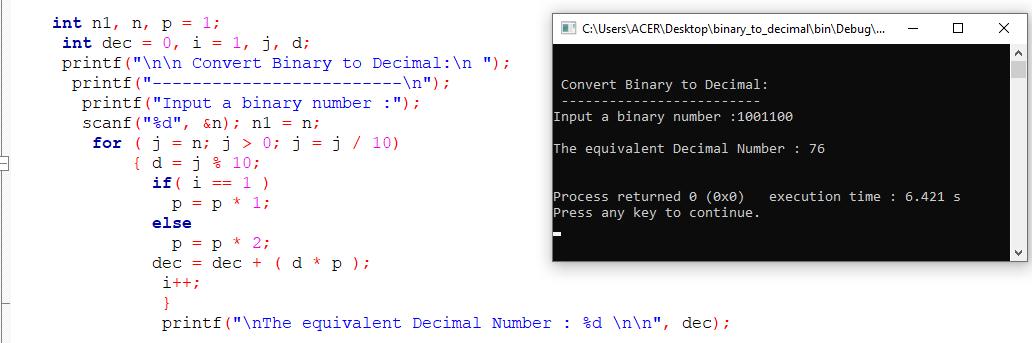 int n1, n, p = 1;
int dec = 0, i = 1, j, d;
printf("\n\n Convert Binary to Decimal:\n ");
printf("-------------------------\n");
printf("Input a binary number :");
scanf("%d", &n); n1 = n;
for ( j = n; j > 0; j = j / 10)
{ d = j % 10;
if( i == 1 )
p = p * 1;
else
p = p * 2;
dec = dec + ( d * p );
i++;
}
printf("\nThe equivalent Decimal Number : %d \n\n", dec);
C:\Users\ACER\Desktop\binary_to_decimal\bin\Debug\...
Convert Binary to Decimal:
-------------------------
Input a binary number :1001100
The equivalent Decimal Number : 76
Process returned 0 (0x0)   execution time : 6.421 s
Press any key to continue.